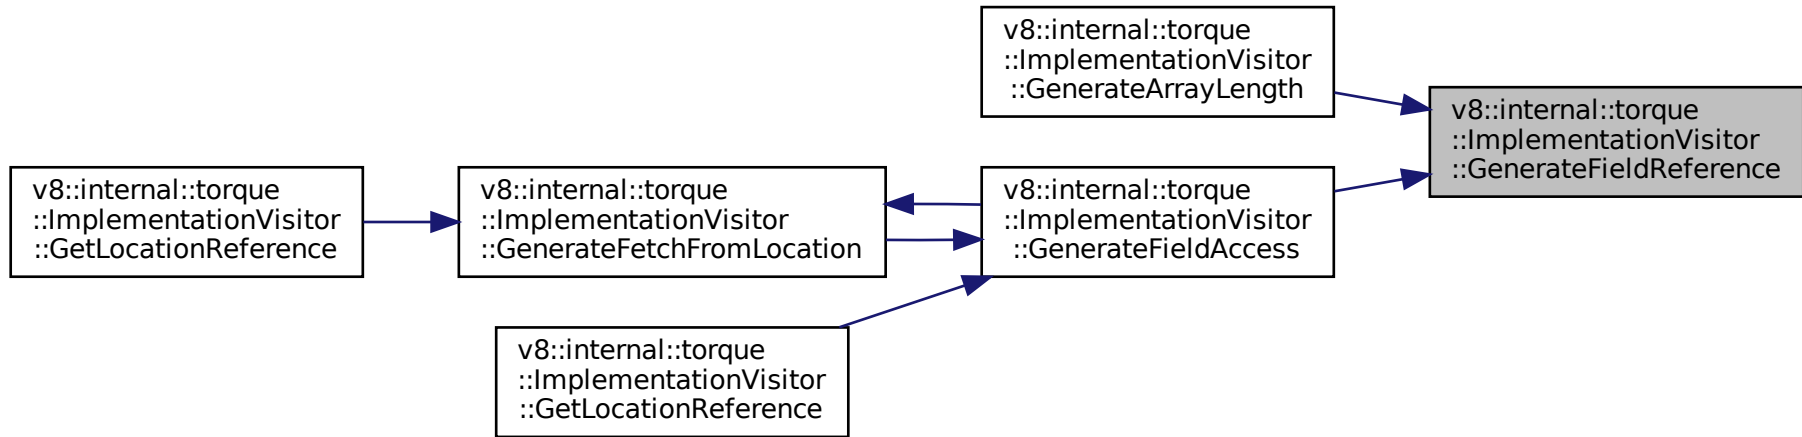 v8::internal::torque
::ImplementationVisitor
::GenerateArrayLength
v8::internal::torque
::ImplementationVisitor
::GenerateFieldReference
v8::internal::torque
::ImplementationVisitor
::GetLocationReference
v8::internal::torque
::ImplementationVisitor
::GenerateFetchFromLocation
v8::internal::torque
::ImplementationVisitor
::GenerateFieldAccess
v8::internal::torque
::ImplementationVisitor
::GetLocationReference